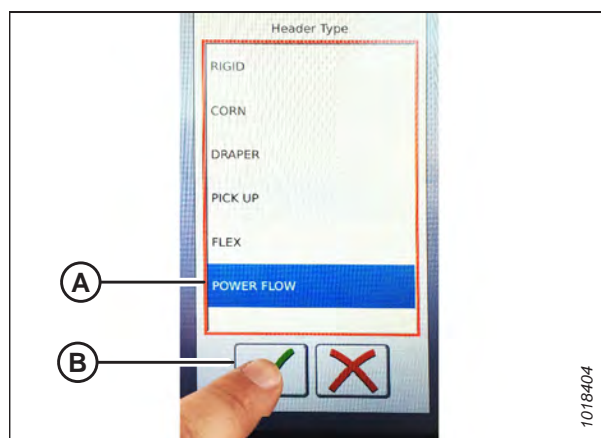 Header Type
RIGID
CORN
DRAPER
PICK UP
FLEX
A
POWER FLOW
B
1018404